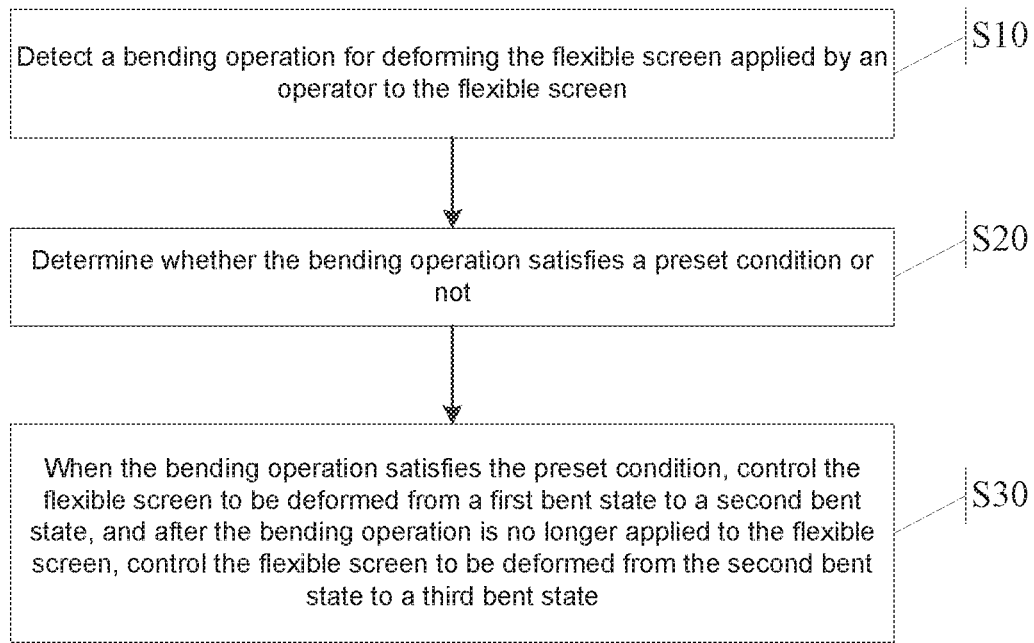 S10
Detect a bending operation for deforming the flexible screen applied by an
operator to the flexible screen
S20
Determine whether the bending operation satisfies a preset condition or
not
S30
When the bending operation satisfies the preset condition, control the
flexible screen to be deformed from a first bent state to a second bent
state, and after the bending operation is no longer applied to the flexible
screen, control the flexible screen to be deformed from the second bent
state to a third bent state